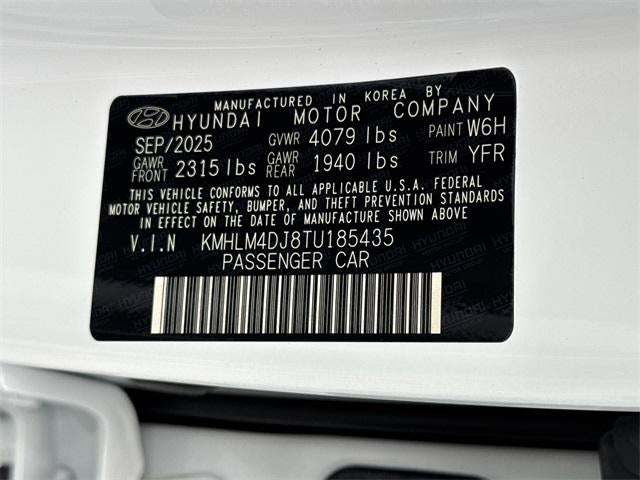 MANUFACTURED IN KOREA BY
HYUNDAI MOTOR COMPANY
SEP/2025 GVWR 4079 lbs PAINT W6H
GAWR FRONT 2315 lbs GAWR REAR 1940 lbs TRIM YFR
THIS VEHICLE CONFORMS TO ALL APPLICABLE U.S.A. FEDERAL
MOTOR VEHICLE SAFETY, BUMPER, AND THEFT PREVENTION STANDARDS
IN EFFECT ON THE DATE OF MANUFACTURE SHOWN ABOVE.
V.I.N KMHLM4DJ8TU185435
PASSENGER CAR